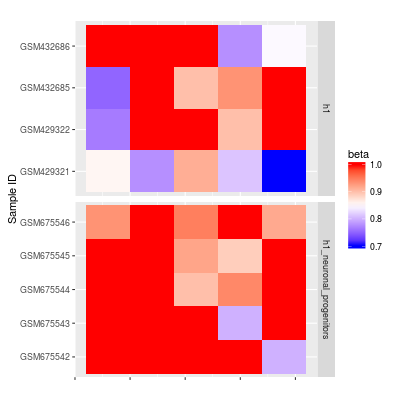 GSM432686
GSM432685
GSM429322
GSM429321
h1
GSM675546
GSM675545
GSM675544
GSM675543
GSM675542
h1_neuronal_progenitors
Sample ID
beta
1.0
0.9
0.8
0.7